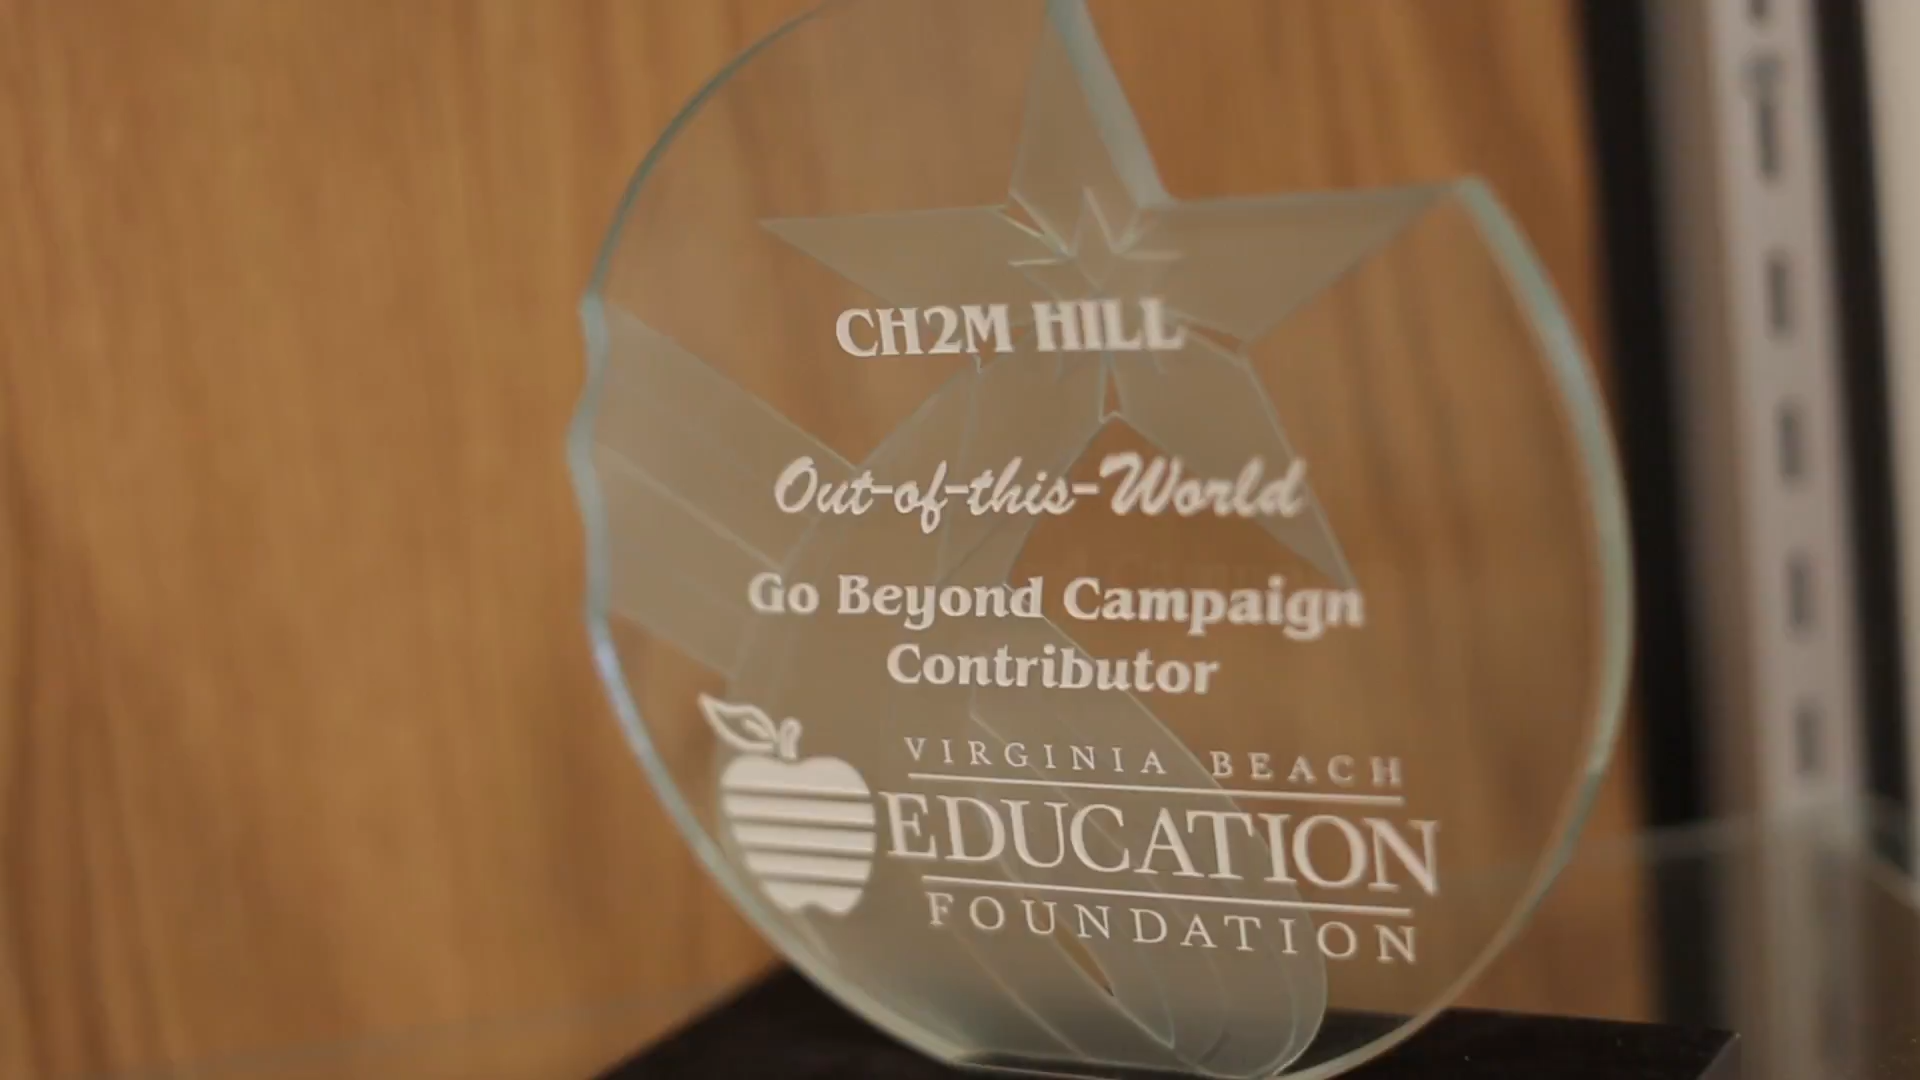 CH2M HILL
Out-of-this-World
Go Beyond Campaign
Contributor
VIRGINIA BEACH
EDUCATION
FOUNDATION